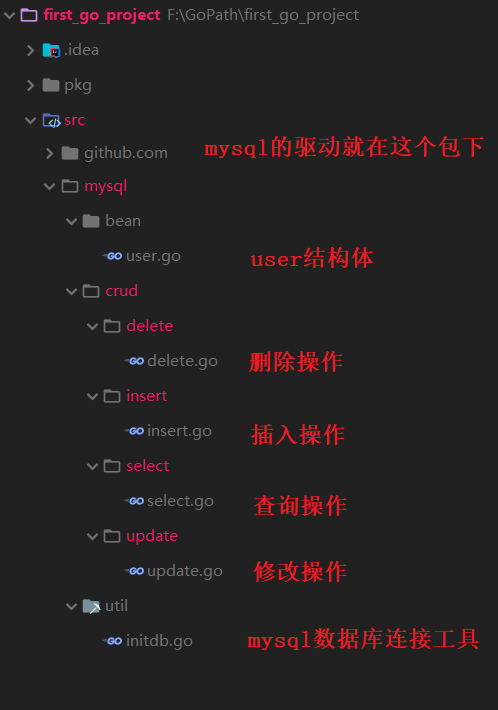 first_go_project F:\GoPath\first_go_project
.idea
pkg
src
github.com mysql的驱动就在这个包下
mysql
bean
user.go user结构体
crud
delete
delete.go 删除操作
insert
insert.go 插入操作
select
select.go 查询操作
update
update.go 修改操作
util
initdb.go mysql数据库连接工具